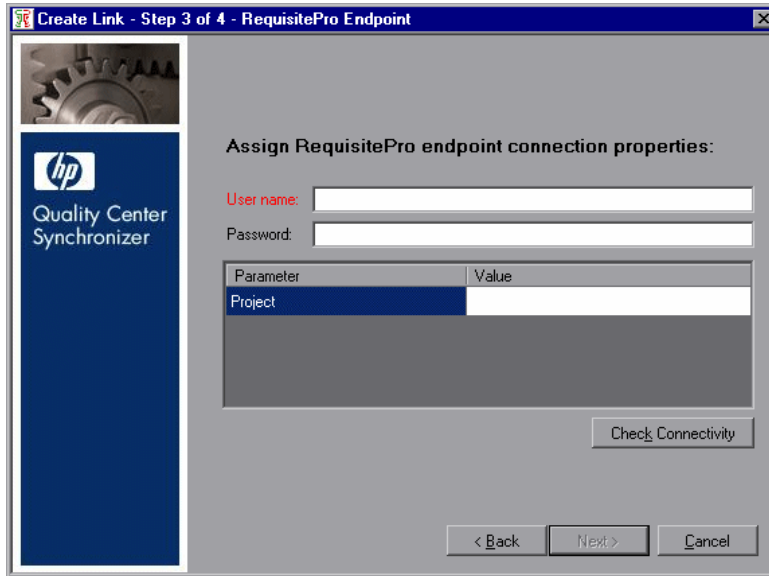 Create Link - Step 3 of 4 - RequisitePro Endpoint
hp
Quality Center
Synchronizer
Assign RequisitePro endpoint connection properties:
User name:
Password:
Parameter Value
Project
Check Connectivity
< Back Next > Cancel